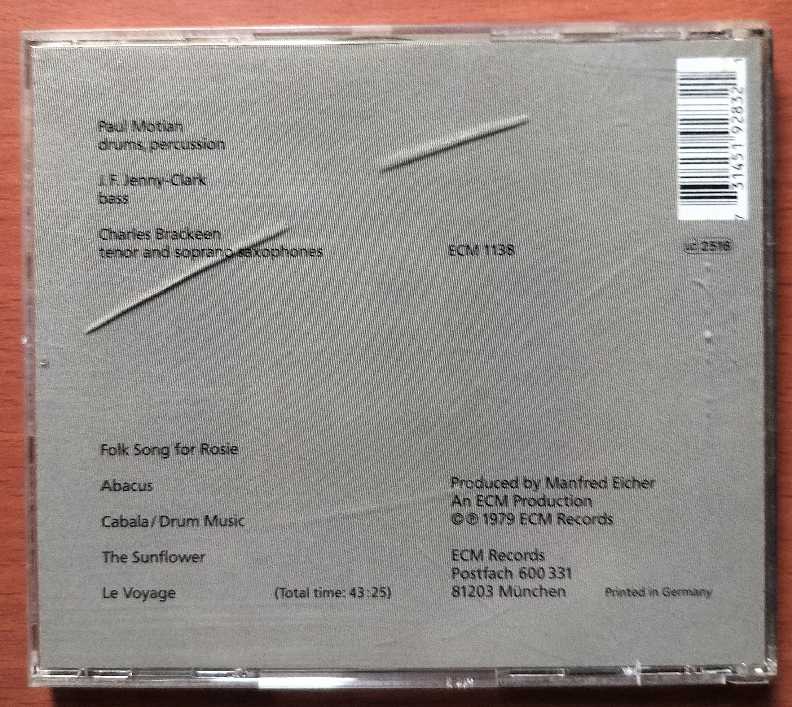 Paul Motian
drums, percussion
J.F. Jenny-Clark
bass
Charles Brackeen
tenor and soprano saxophones
ECM 1138
7 31451 92832 1
LC 2516
Folk Song for Rosie
Abacus
Cabala/Drum Music
The Sunflower
Le Voyage
(Total time: 43:25)
Produced by Manfred Eicher
An ECM Production
©℗ 1979 ECM Records
ECM Records
Postfach 600 331
81203 München
Printed in Germany